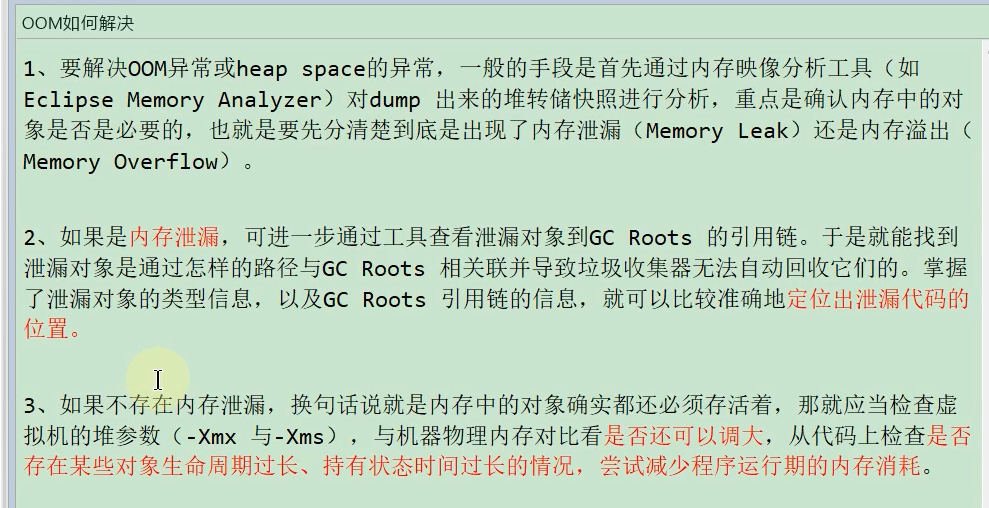 OOM如何解决
1、要解决OOM异常或heap space的异常，一般的手段是首先通过内存映像分析工具（如
Eclipse Memory Analyzer）对dump 出来的堆转储快照进行分析，重点是确认内存中的对
象是否是必要的，也就是要先分清楚到底是出现了内存泄漏（Memory Leak）还是内存溢出（
Memory Overflow）。
2、如果是内存泄漏，可进一步通过工具查看泄漏对象到GC Roots 的引用链。于是就能找到
泄漏对象是通过怎样的路径与GC Roots 相关联并导致垃圾收集器无法自动回收它们的。掌握
了泄漏对象的类型信息，以及GC Roots 引用链的信息，就可以比较准确地定位出泄漏代码的
位置。
3、如果不存在内存泄漏，换句话说就是内存中的对象确实都还必须存活着，那就应当检查虚
拟机的堆参数（-Xmx 与-Xms），与机器物理内存对比看是否还可以调大，从代码上检查是否
存在某些对象生命周期过长、持有状态时间过长的情况，尝试减少程序运行期的内存消耗。